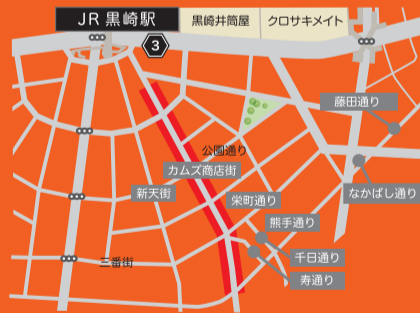 JR 黒崎駅
黒崎井筒屋
クロサキメイト
3
藤田通り
公園通り
カムズ商店街
新天街
栄町通り
なかばし通り
熊手通り
千日通り
三番街
寿通り